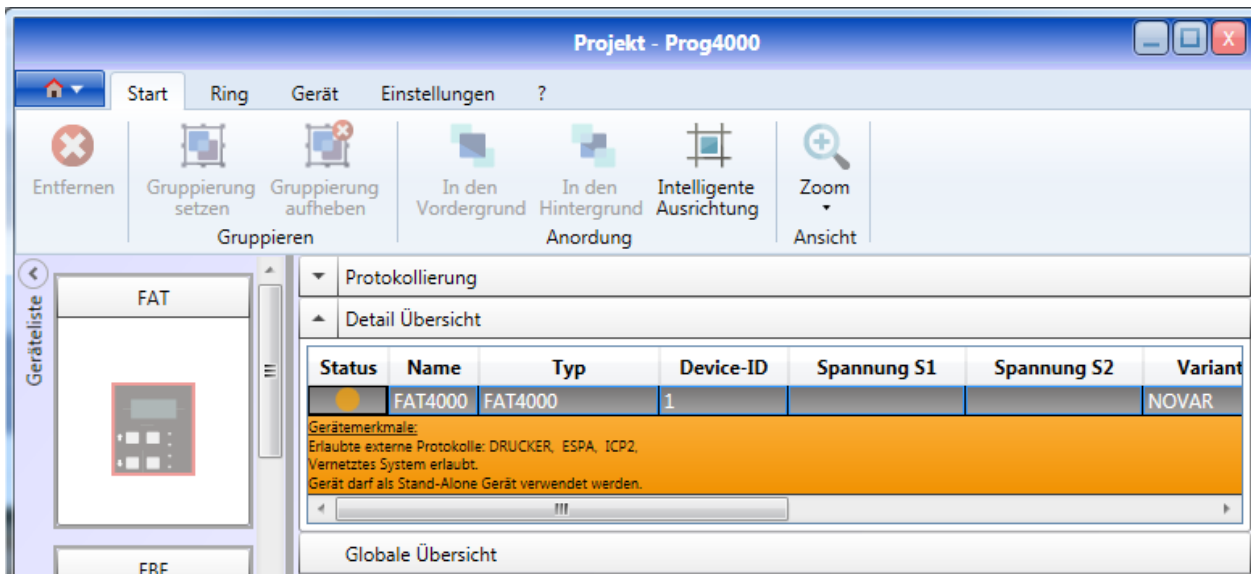 Projekt - Prog4000
Start Ring Gerät Einstellungen ?
Entfernen
Gruppierung setzen
Gruppierung aufheben
Gruppieren
In den Vordergrund
In den Hintergrund
Intelligente Ausrichtung
Anordung
Zoom
Ansicht
Geräteliste
FAT
FBF
Protokollierung
Detail Übersicht
Status Name Typ Device-ID Spannung S1 Spannung S2 Variant
FAT4000 FAT4000 1 NOVAR
Gerätemerkmale:
Erlaubte externe Protokolle: DRUCKER, ESPA, ICP2,
Vernetztes System erlaubt.
Gerät darf als Stand-Alone Gerät verwendet werden.
Globale Übersicht